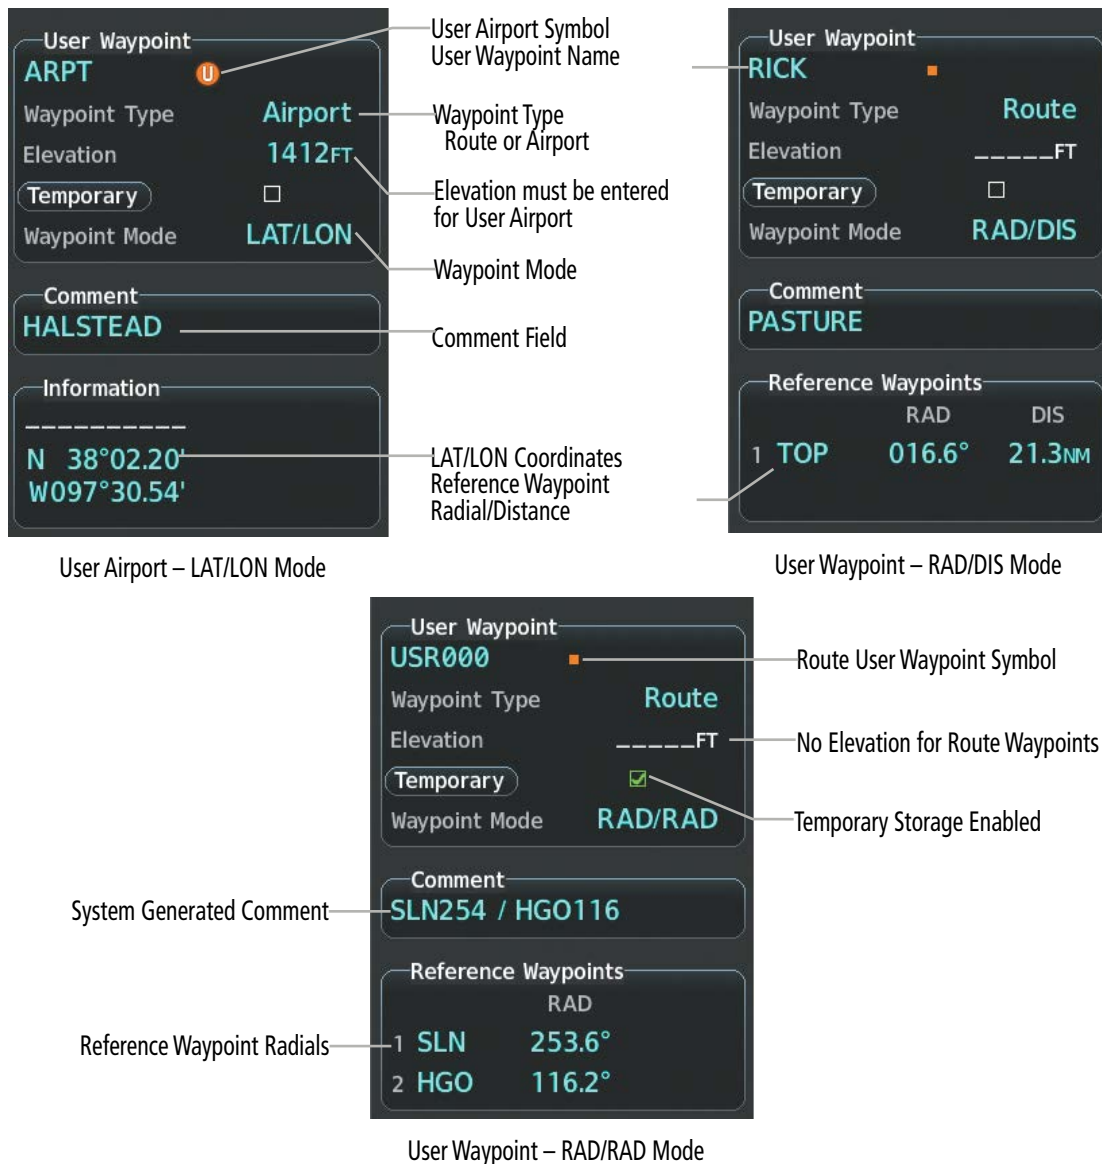 User Waypoint
ARPT U
Waypoint Type Airport
Elevation 1412FT
Temporary
Waypoint Mode LAT/LON
Comment
HALSTEAD
Information
__________
N 38°02.20'
W097°30.54'
User Airport – LAT/LON Mode
User Airport Symbol
User Waypoint Name
Waypoint Type
Route or Airport
Elevation must be entered
for User Airport
Waypoint Mode
Comment Field
LAT/LON Coordinates
Reference Waypoint
Radial/Distance
User Waypoint
RICK
Waypoint Type Route
Elevation _____FT
Temporary
Waypoint Mode RAD/DIS
Comment
PASTURE
Reference Waypoints
RAD DIS
1 TOP 016.6° 21.3NM
User Waypoint – RAD/DIS Mode
User Waypoint
USR000
Waypoint Type Route
Elevation _____FT
Temporary
Waypoint Mode RAD/RAD
Comment
SLN254 / HGO116
Reference Waypoints
RAD
1 SLN 253.6°
2 HGO 116.2°
Route User Waypoint Symbol
No Elevation for Route Waypoints
Temporary Storage Enabled
System Generated Comment
Reference Waypoint Radials
User Waypoint – RAD/RAD Mode